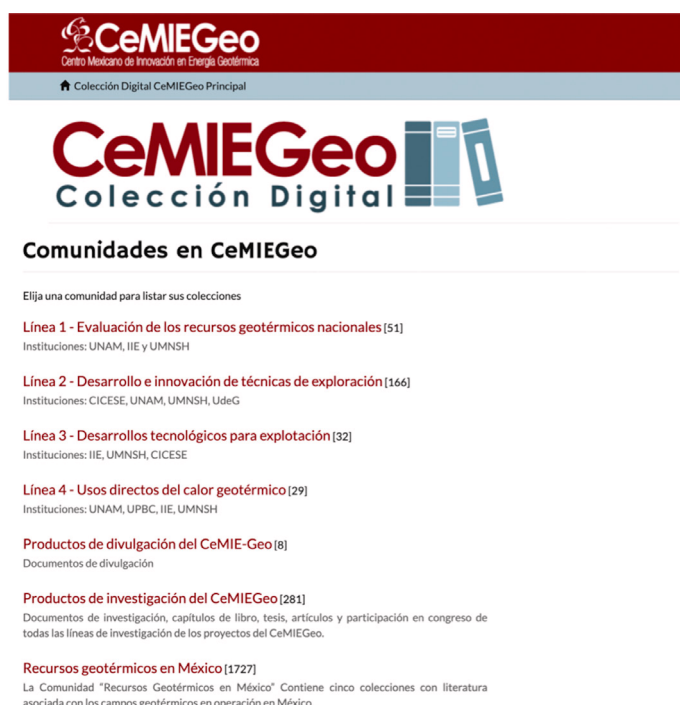 CeMIEGeo
Centro Mexicano de Innovación en Energía Geotérmica
Colección Digital CeMIEGeo Principal
CeMIEGeo
Colección Digital
Comunidades en CeMIEGeo
Elija una comunidad para listar sus colecciones
Línea 1 - Evaluación de los recursos geotérmicos nacionales [51]
Instituciones: UNAM, IIE y UMNSH
Línea 2 - Desarrollo e innovación de técnicas de exploración [166]
Instituciones: CICESE, UNAM, UMNSH, UdeG
Línea 3 - Desarrollos tecnológicos para explotación [32]
Instituciones: IIE, UMNSH, CICESE
Línea 4 - Usos directos del calor geotérmico [29]
Instituciones: UNAM, UPBC, IIE, UMNSH
Productos de divulgación del CeMIE-Geo [8]
Documentos de divulgación
Productos de investigación del CeMIEGeo [281]
Documentos de investigación, capítulos de libro, tesis, artículos y participación en congreso de
todas las líneas de investigación de los proyectos del CeMIEGeo.
Recursos geotérmicos en México [1727]
La Comunidad "Recursos Geotérmicos en México" Contiene cinco colecciones con literatura
asociada con los campos geotérmicos en operación en México